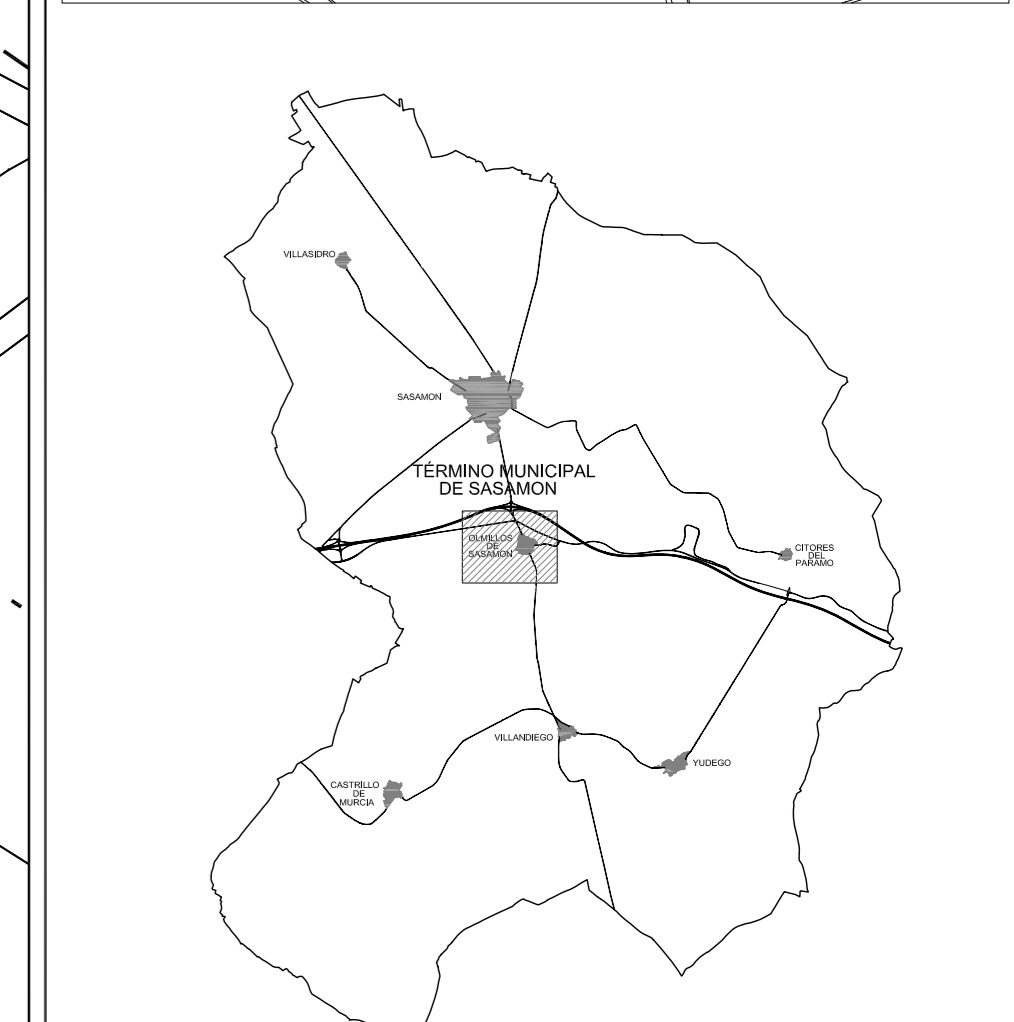 VILLASIDRO
SASAMON
TÉRMINO MUNICIPAL
DE SASAMON
OLMILLOS
DE
SASAMON
CITORES
DEL
PARAMO
VILLANDIEGO
YUDEGO
CASTRILLO
DE
MURCIA